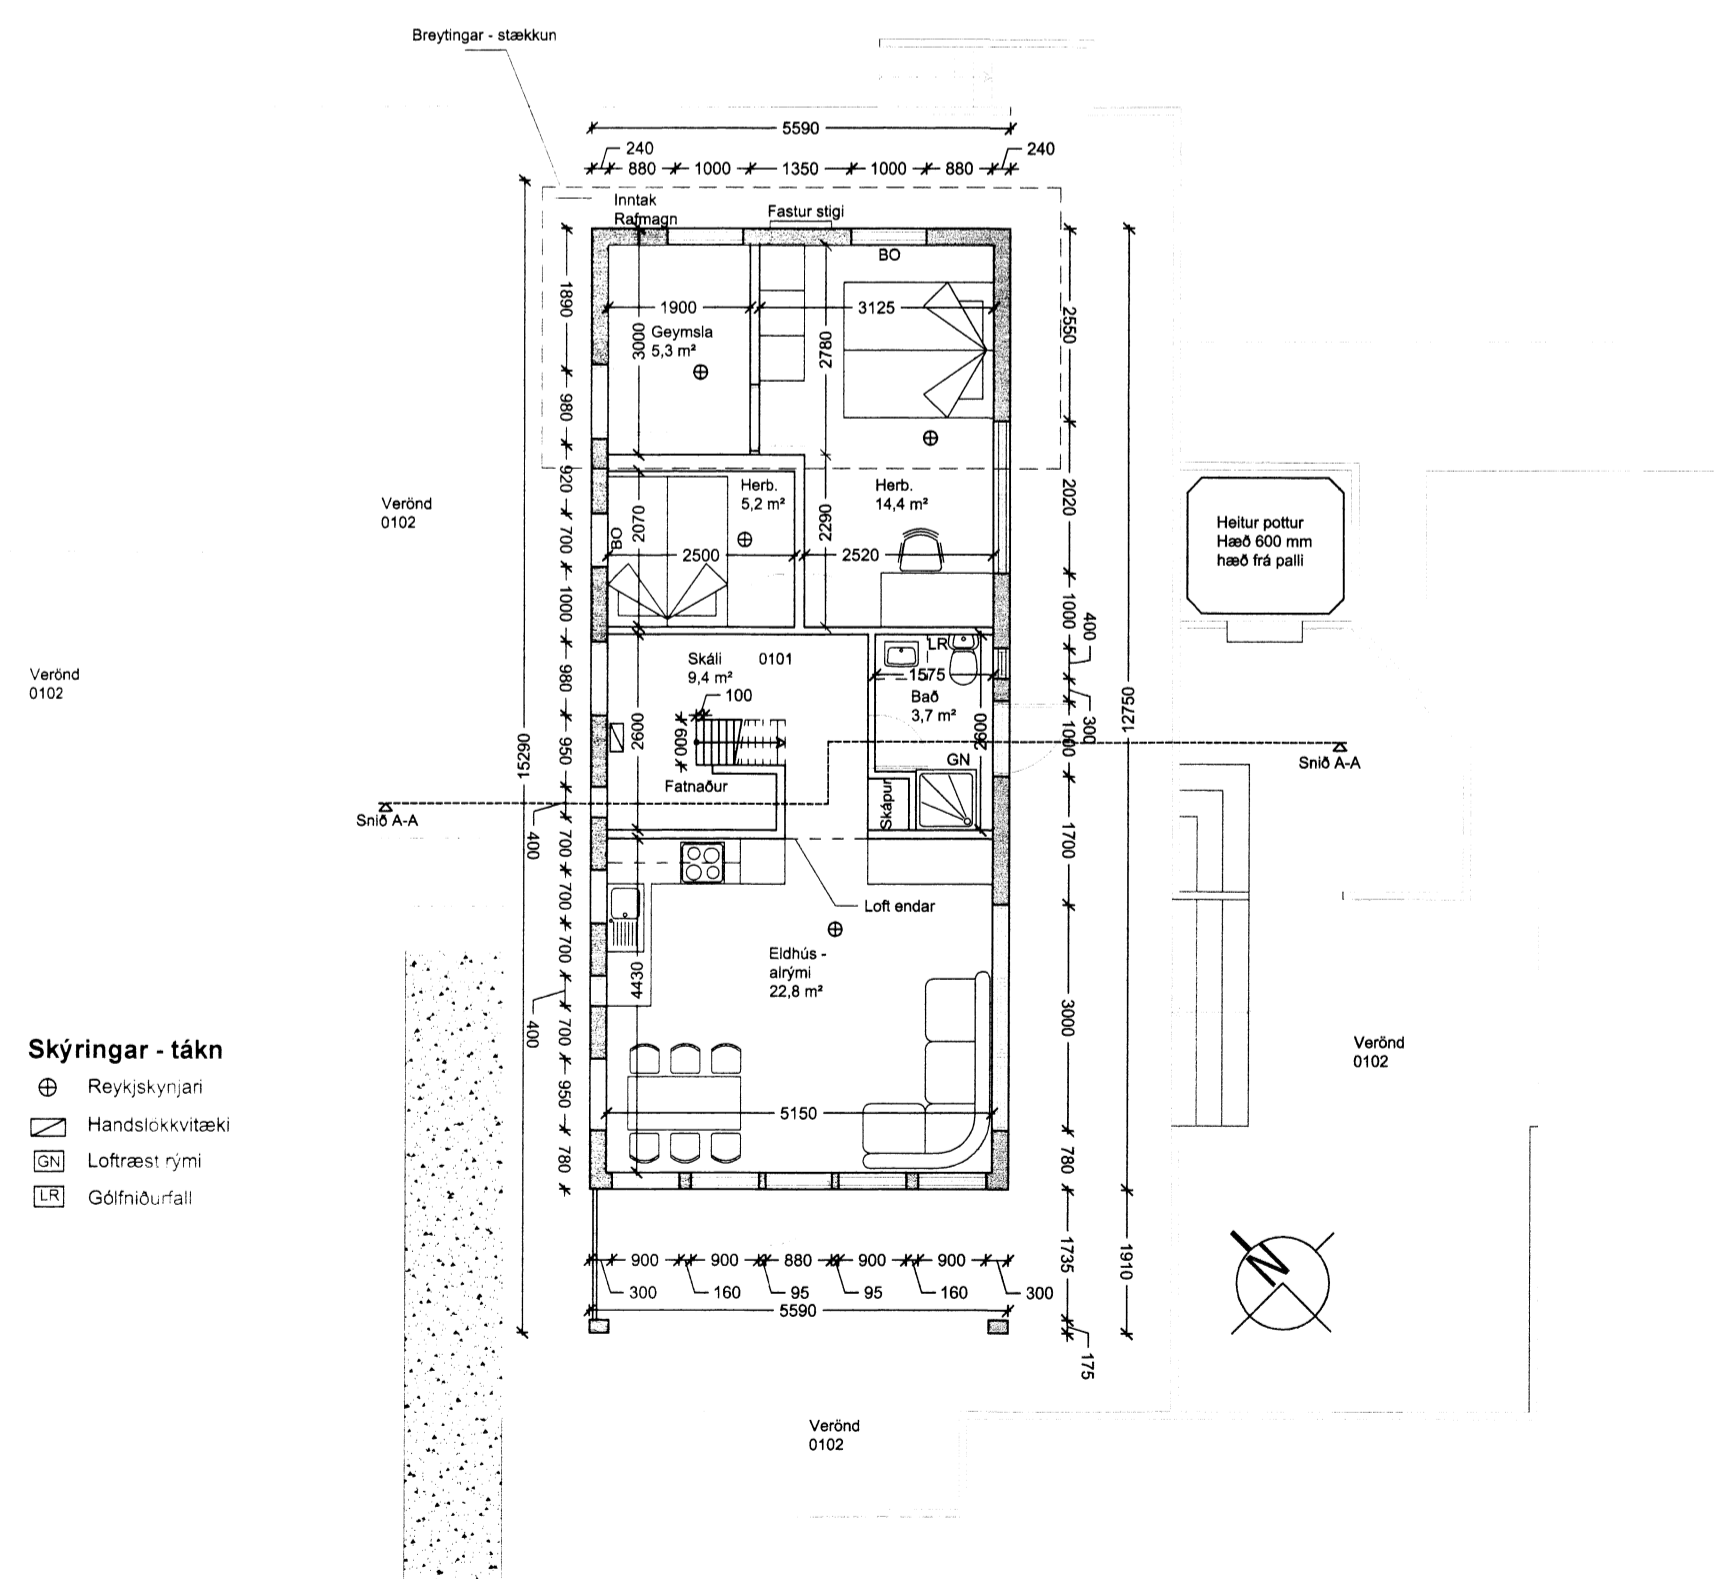 Breytingar - stækkun
5590
240
240
880
1000
1350
1000
880
Inntak
Rafmagn
Fastur stigi
BO
1890
1900
3125
3000
Geymsla
5,3 m²
2780
2550
980
920
Herb.
5,2 m²
Herb.
14,4 m²
2020
Verönd
0102
BO
2070
700
2290
2500
2520
Heitur pottur
Hæð 600 mm
hæð frá palli
1000
1000
400
LR
Skáli
0101
9,4 m²
1575
Verönd
0102
980
100
Bað
3,7 m²
12750
300
600
2600
2600
1000
950
15290
GN
Snið A-A
Fatnaður
Skápur
Snið A-A
400
700
1700
700
Loft endar
700
Eldhús -
alrými
22,8 m²
4430
400
700
3000
Verönd
0102
950
5150
780
780
Skýringar - tákn
Reykjskynjari
Handslökkvitæki
GN
Loftræst rými
LR
Gólfniðurfall
1735
1910
900
900
880
900
900
300
160
95
95
160
300
5590
175
N
Verönd
0102